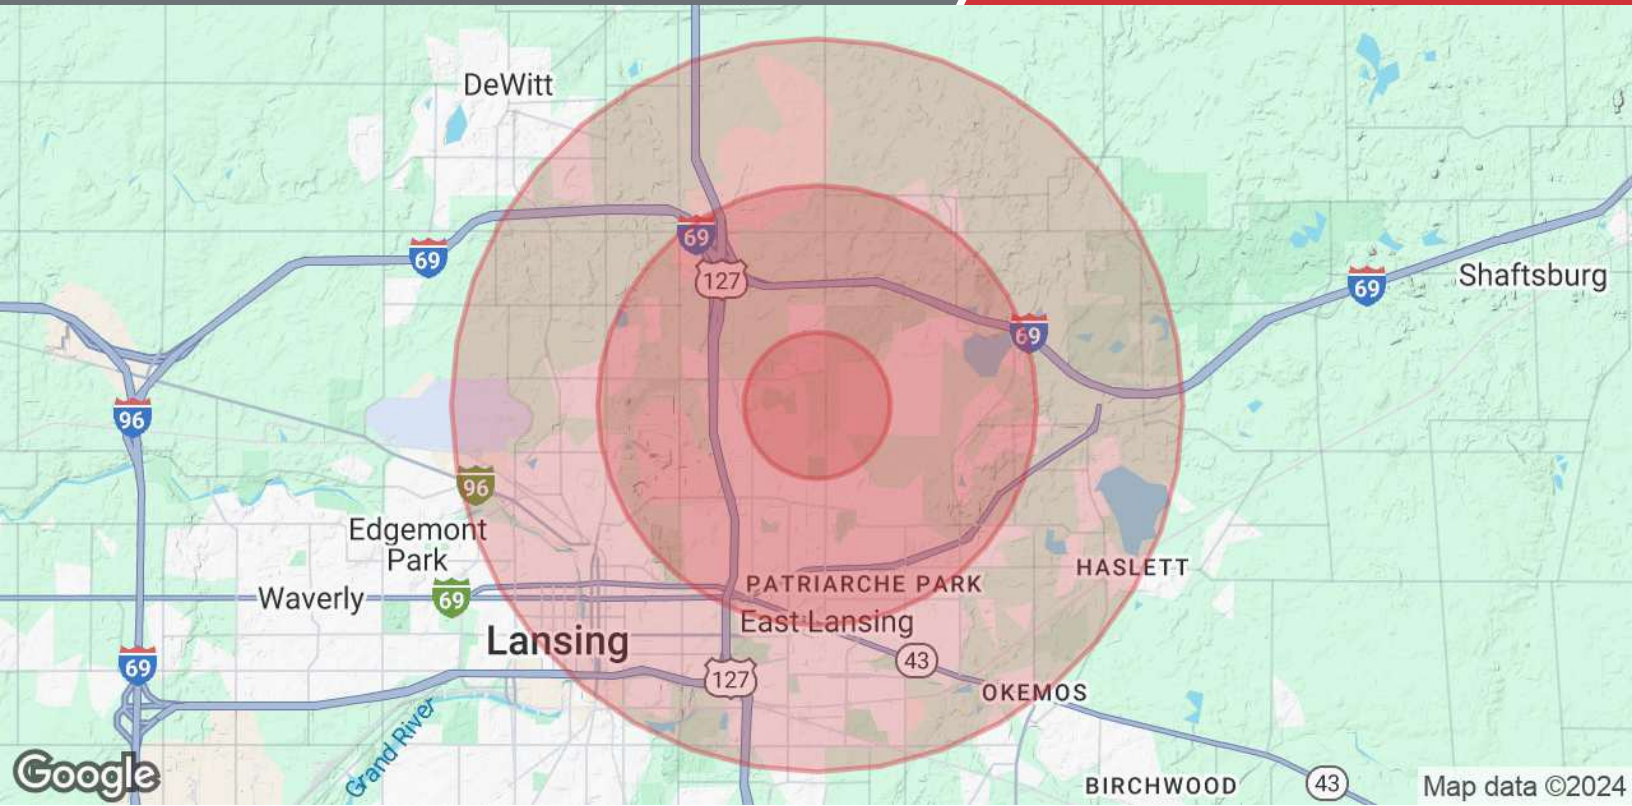 DeWitt
69
69
127
69
69
Shaftsburg
96
96
Edgemont
Park
Waverly
69
PATRIARCHE PARK
HASLETT
East Lansing
Lansing
43
69
127
OKEMOS
Grand River
Google
BIRCHWOOD
43
Map data ©2024